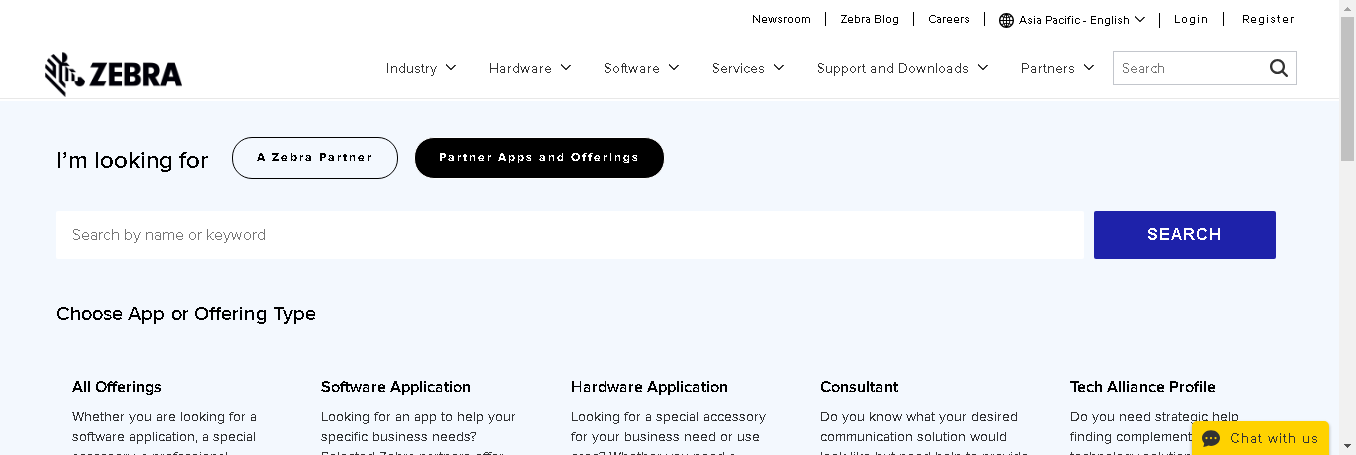 Newsroom Zebra Blog Careers Asia Pacific - English Login Register
ZEBRA Industry Hardware Software Services Support and Downloads Partners Search
I'm looking for A Zebra Partner Partner Apps and Offerings
Search by name or keyword SEARCH
Choose App or Offering Type
All Offerings Software Application Hardware Application Consultant Tech Alliance Profile
Whether you are looking for a Looking for an app to help your Looking for a special accessory Do you know what your desired Do you need strategic help
software application, a special specific business needs? for your business need or use communication solution would finding complement
Chat with us